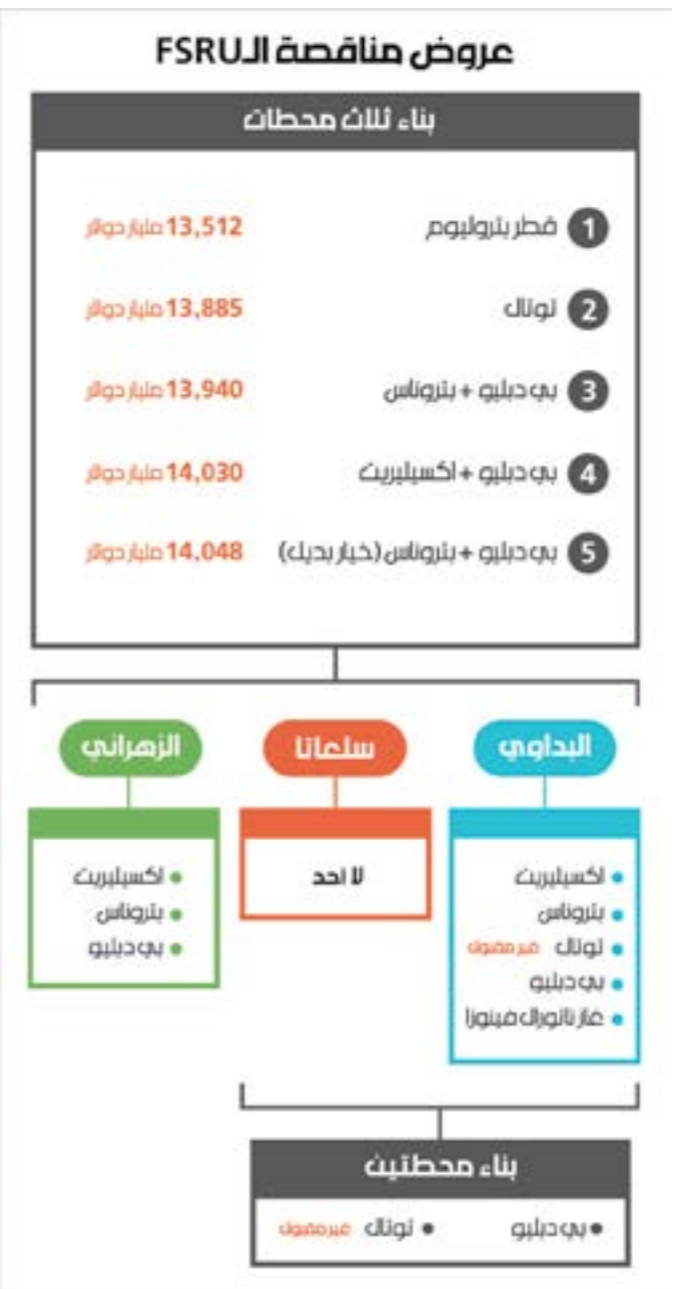 عروض مناقصة الـFSRU
بناء ثلاث محطات
1 قطر بتروليوم 13,512 مليار دولار
2 توتال 13,885 مليار دولار
3 بي دبليو + بتروناس 13,940 مليار دولار
4 بي دبليو + اكسيليريت 14,030 مليار دولار
5 بي دبليو + بتروناس (خيار بديل) 14,048 مليار دولار
البداوي
• اكسيليريت
• بتروناس
• توتال غير مقبول
• بي دبليو
• غاز ناتورال فينوزا
سلعاتا
لا احد
الزهراني
• اكسيليريت
• بتروناس
• بي دبليو
بناء محطتين
• بي دبليو • توتال غير مقبول